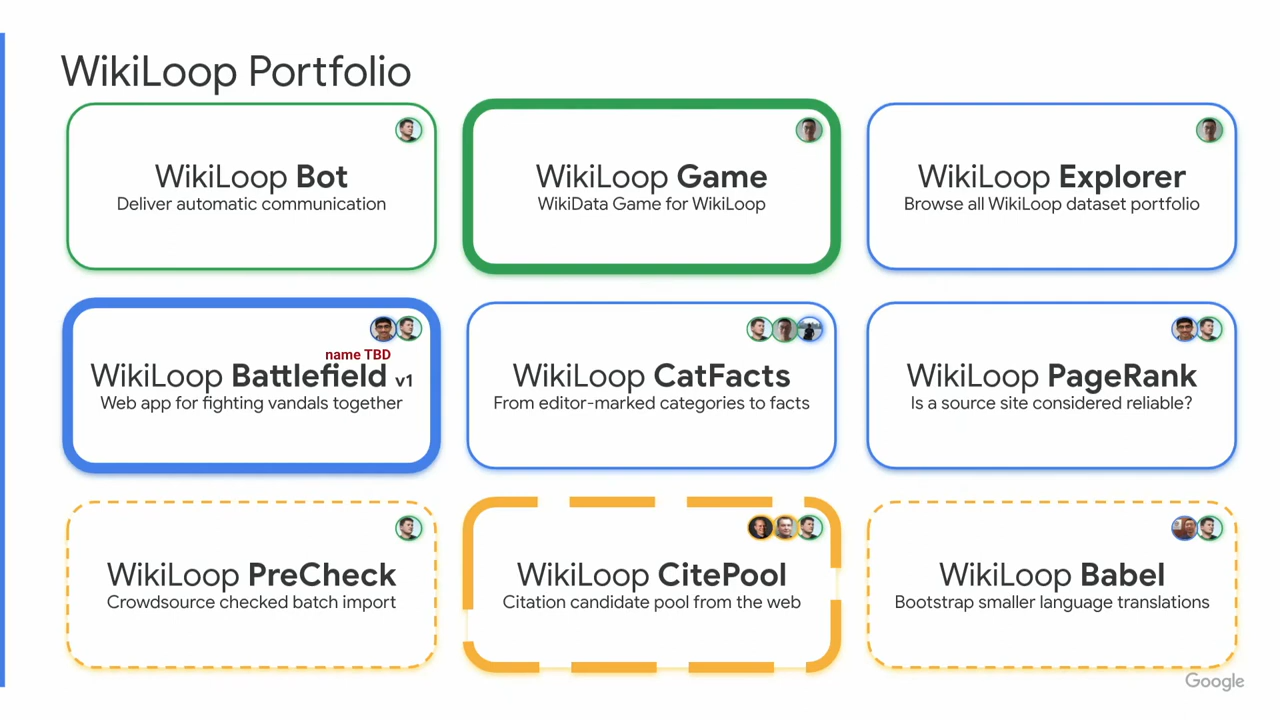 WikiLoop Portfolio
WikiLoop Bot
Deliver automatic communication
WikiLoop Game
WikiData Game for WikiLoop
WikiLoop Explorer
Browse all WikiLoop dataset portfolio
name TBD
WikiLoop Battlefield v1
Web app for fighting vandals together
WikiLoop CatFacts
From editor-marked categories to facts
WikiLoop PageRank
Is a source site considered reliable?
WikiLoop PreCheck
Crowdsource checked batch import
WikiLoop CitePool
Citation candidate pool from the web
WikiLoop Babel
Bootstrap smaller language translations
Google